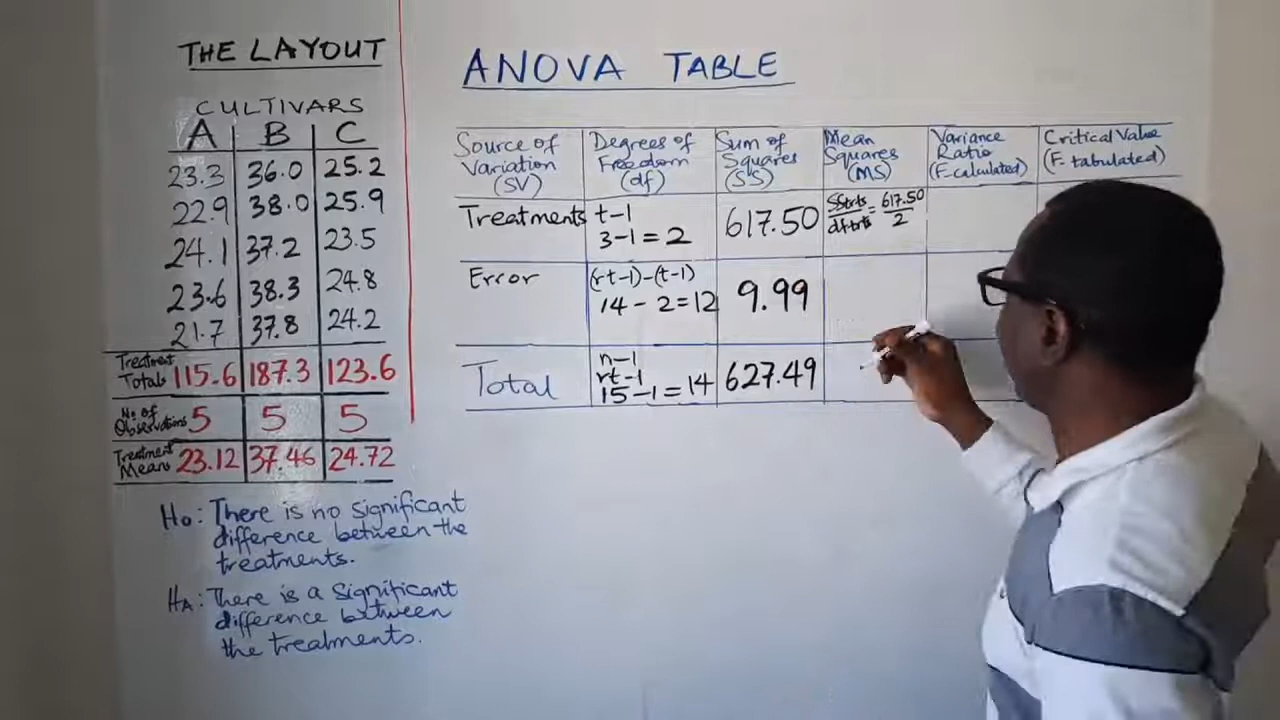 THE LAYOUT
CULTIVARS
A B C
23.3 36.0 25.2
22.9 38.0 25.9
24.1 37.2 23.5
23.6 38.3 24.8
21.7 37.8 24.2
Treatment
Totals 115.6 187.3 123.6
No. of
Observations 5 5 5
Treatment
Means 23.12 37.46 24.72
Ho: There is no significant
difference between the
treatments.
HA: There is a significant
difference between
the treatments.
ANOVA TABLE
Source of Variation (SV) Degrees of Freedom (df) Sum of Squares (SS) Mean Squares (MS) Variance Ratio (F-calculated) Critical Value (F-tabulated)
Treatments t-1 617.50 SStrts/dftrts = 617.50/2
3-1=2
Error (rt-1)-(t-1)
14-2=12 9.99
Total n-1
rt-1
15-1=14 627.49